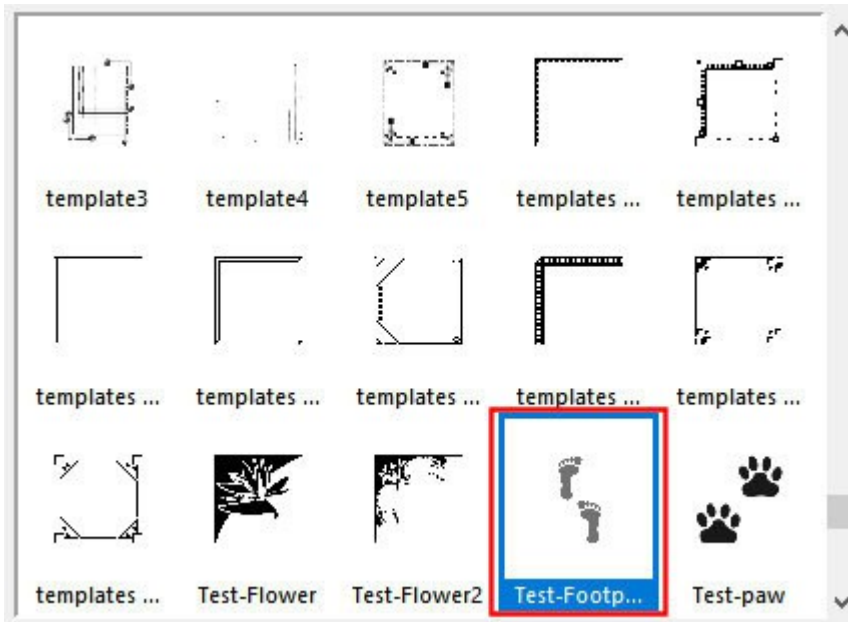 template3 template4 template5 templates ... templates ...
templates ... templates ... templates ... templates ... templates ...
templates ... Test-Flower Test-Flower2 Test-Footp... Test-paw